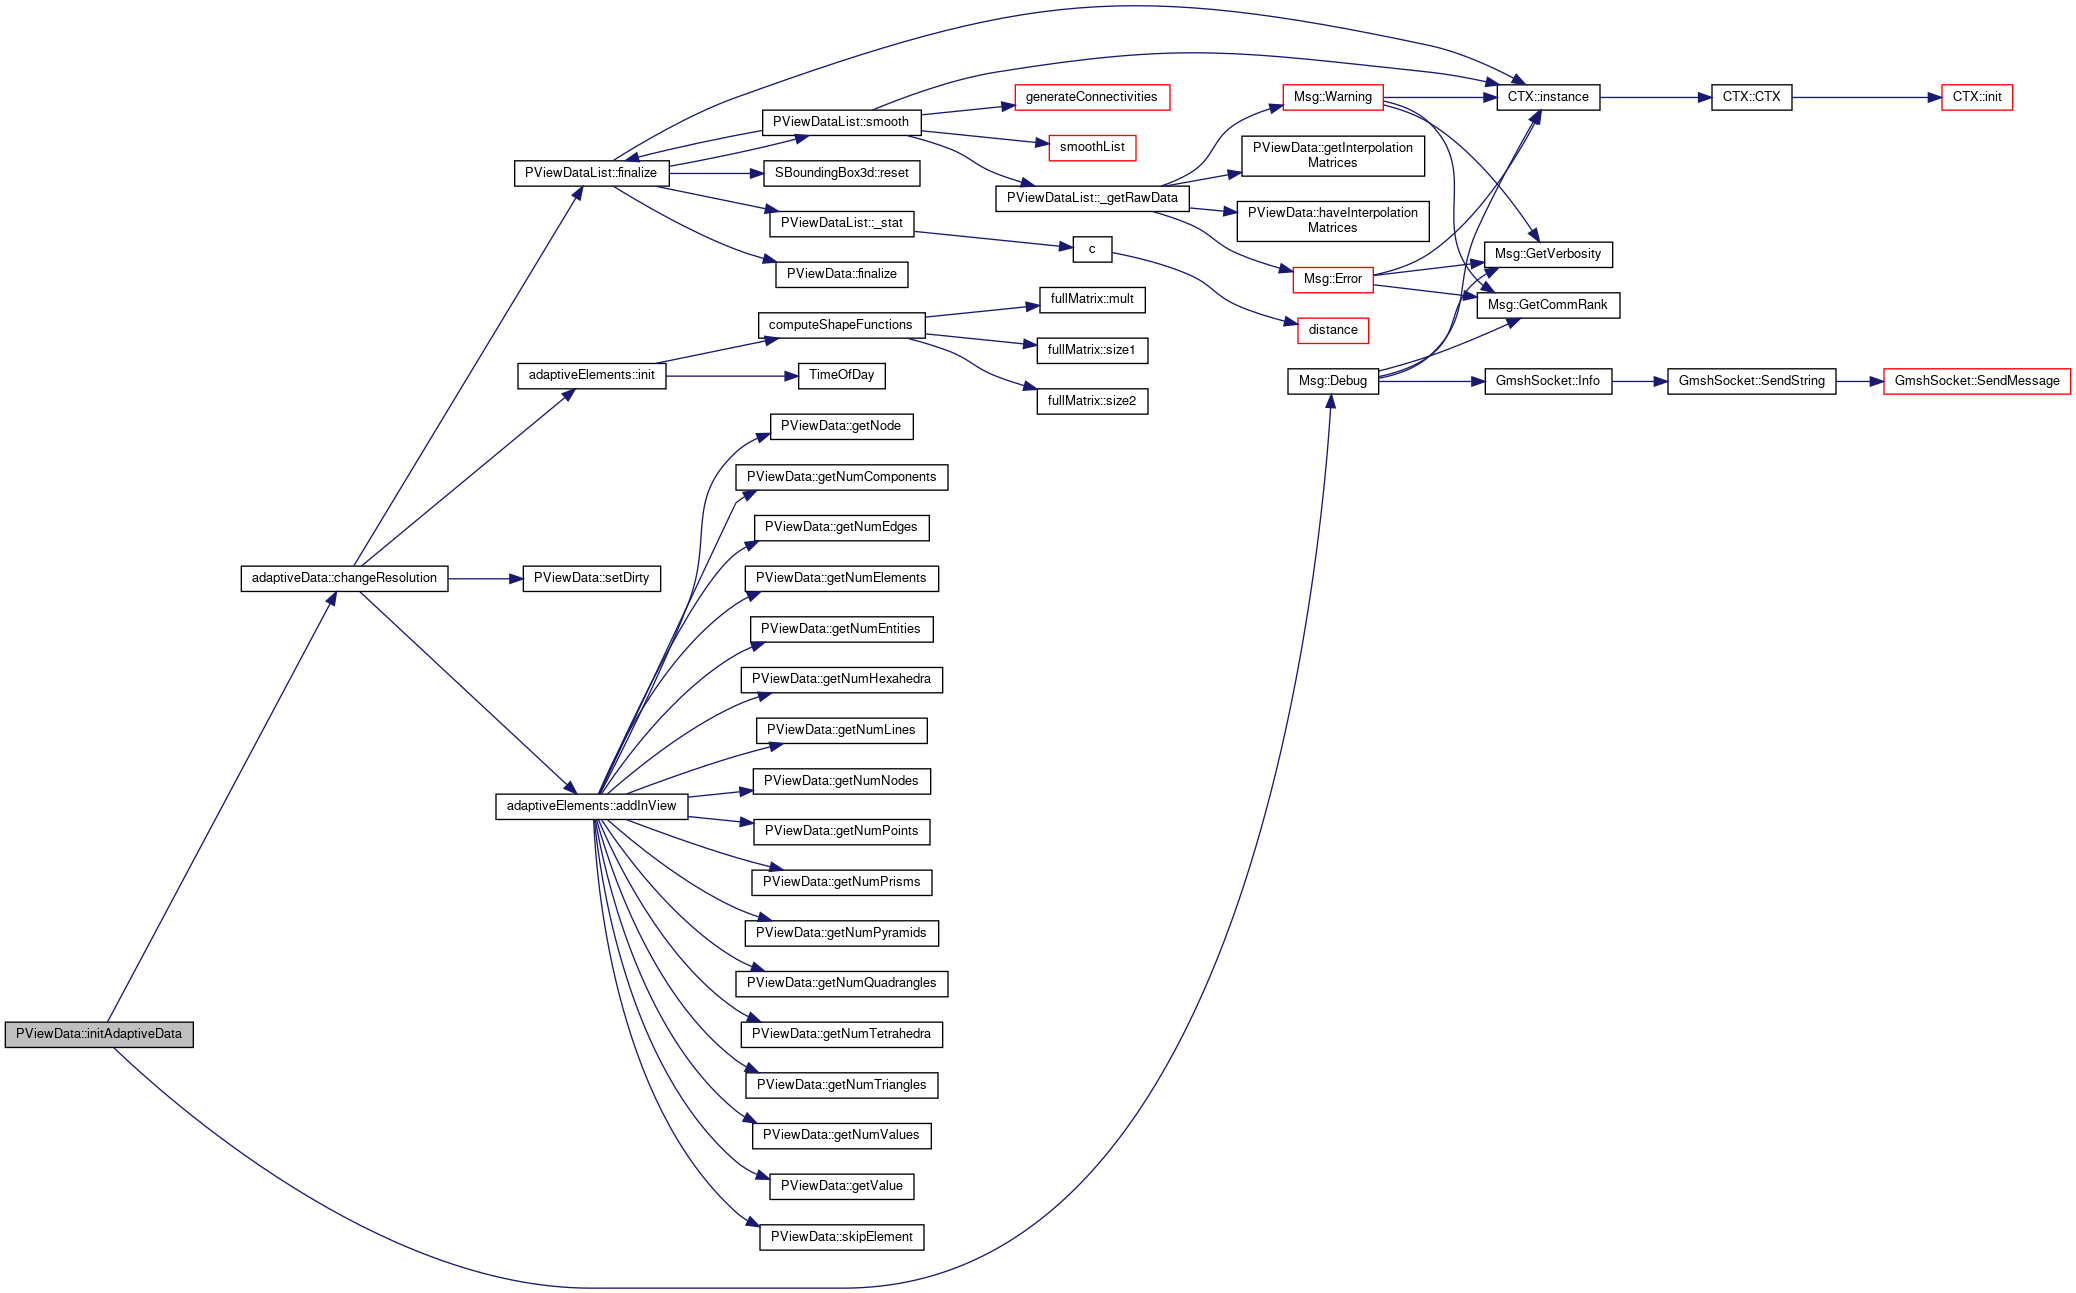 PViewData::initAdaptiveData
adaptiveData::changeResolution
PViewDataList::finalize
adaptiveElements::init
PViewData::setDirty
adaptiveElements::addInView
PViewDataList::smooth
SBoundingBox3d::reset
PViewDataList::_stat
PViewData::finalize
computeShapeFunctions
TimeOfDay
PViewData::getNode
PViewData::getNumComponents
PViewData::getNumEdges
PViewData::getNumElements
PViewData::getNumEntities
PViewData::getNumHexahedra
PViewData::getNumLines
PViewData::getNumNodes
PViewData::getNumPoints
PViewData::getNumPrisms
PViewData::getNumPyramids
PViewData::getNumQuadrangles
PViewData::getNumTetrahedra
PViewData::getNumTriangles
PViewData::getNumValues
PViewData::getValue
PViewData::skipElement
generateConnectivities
smoothList
PViewDataList::_getRawData
c
fullMatrix::mult
fullMatrix::size1
fullMatrix::size2
Msg::Warning
PViewData::getInterpolation
Matrices
PViewData::haveInterpolation
Matrices
Msg::Error
distance
Msg::Debug
CTX::instance
Msg::GetVerbosity
Msg::GetCommRank
GmshSocket::Info
CTX::CTX
GmshSocket::SendString
CTX::init
GmshSocket::SendMessage